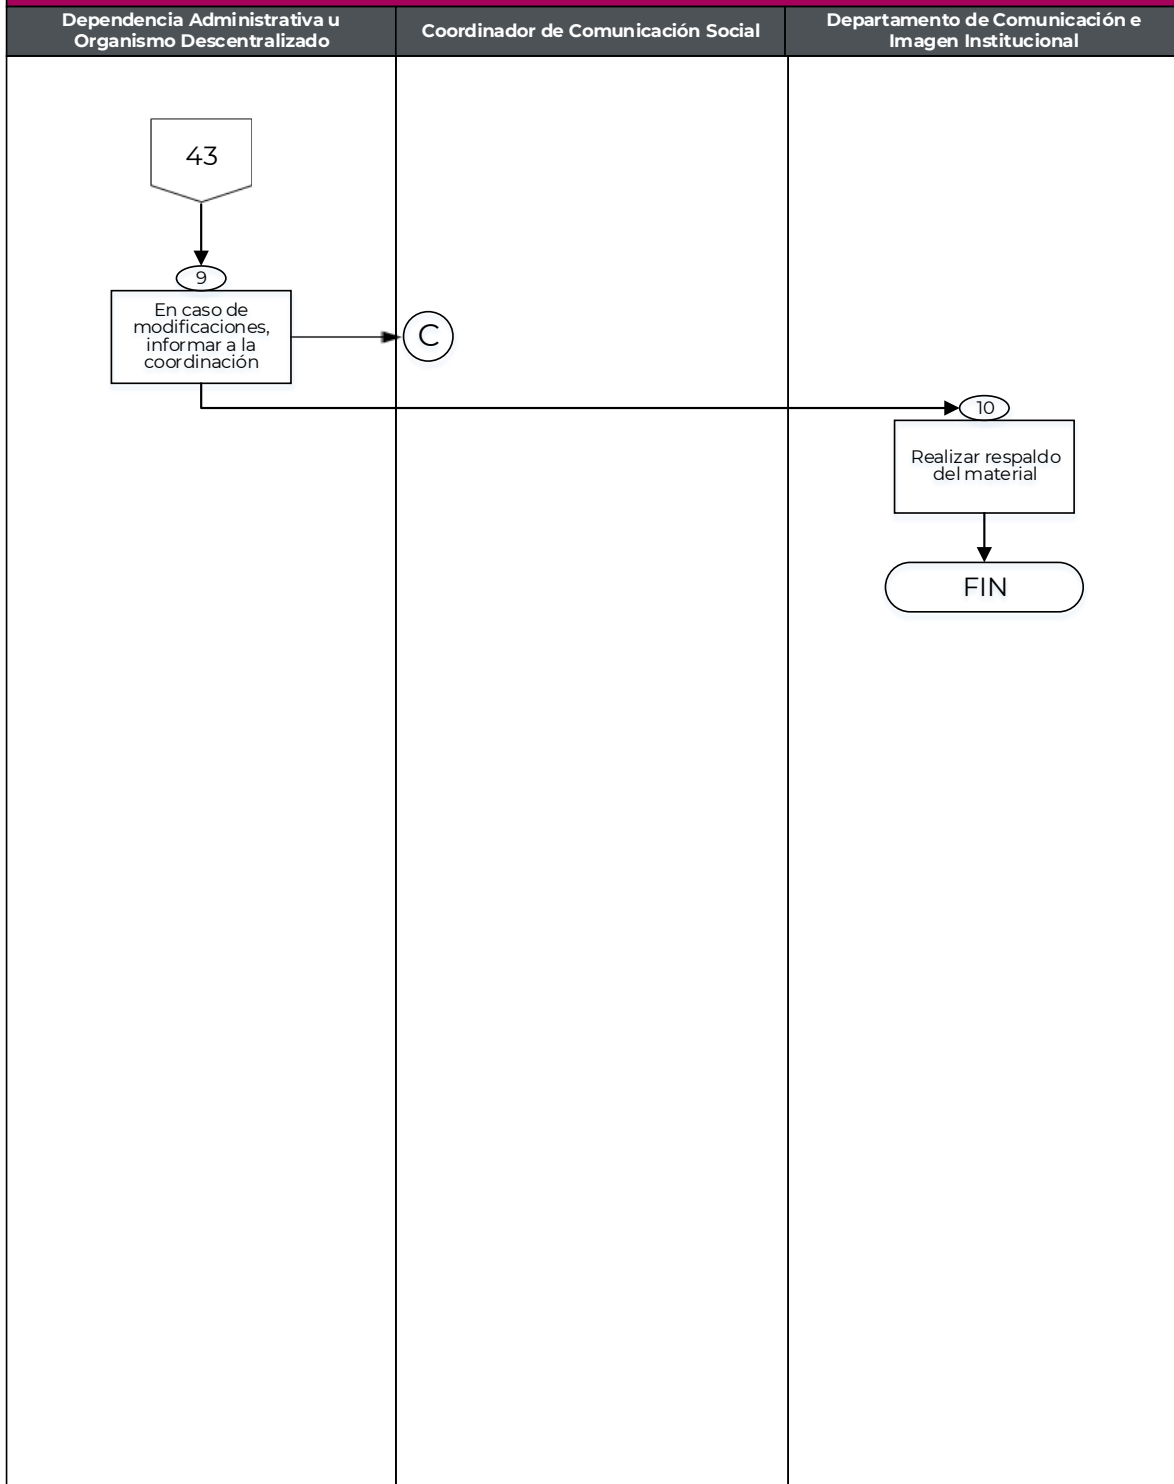 Dependencia Administrativa u
Organismo Descentralizado
Coordinador de Comunicación Social
Departamento de Comunicación e
Imagen Institucional
43
9
En caso de
modificaciones,
informar a la
coordinación
C
10
Realizar respaldo
del material
FIN